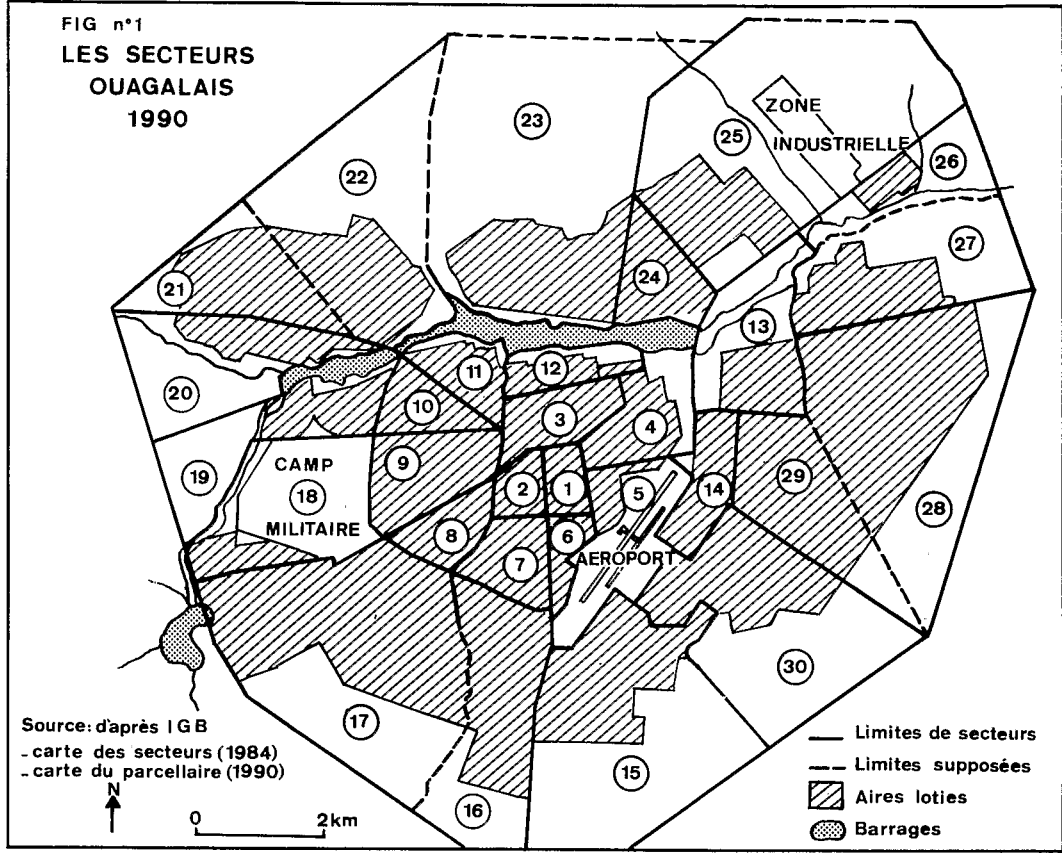 FIG n°1
LES SECTEURS
OUAGALAIS
1990
23
25
ZONE
INDUSTRIELLE
26
22
27
21
24
13
20
11
12
10
3
4
9
19
CAMP
18
MILITAIRE
2
1
5
14
29
28
8
6
7
AEROPORT
30
17
15
16
Source: d'après IGB
- carte des secteurs (1984)
- carte du parcellaire (1990)
N
0 2km
Limites de secteurs
Limites supposées
Aires loties
Barrages